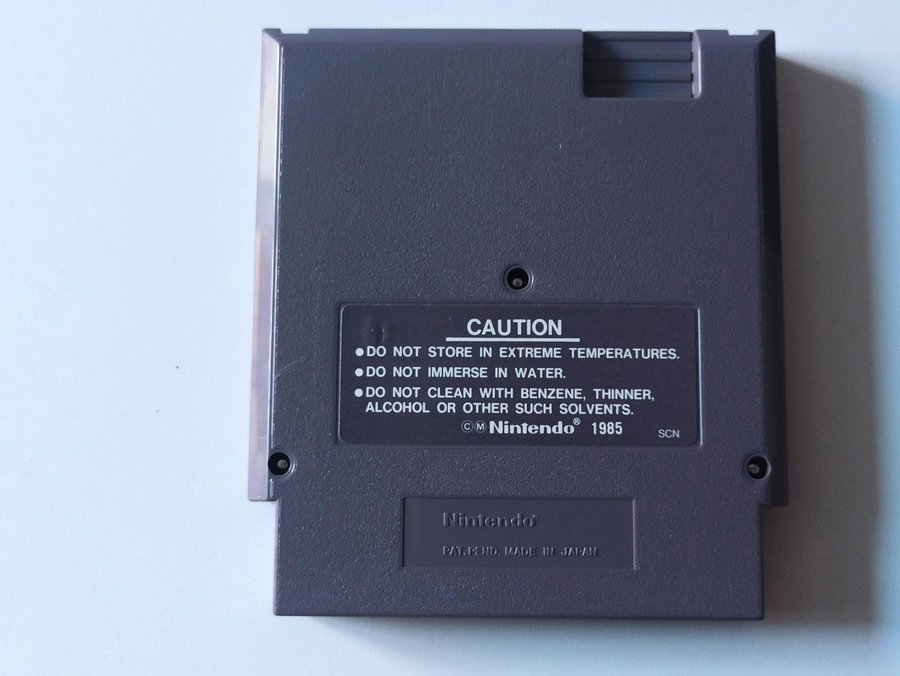 CAUTION
●DO NOT STORE IN EXTREME TEMPERATURES.
●DO NOT IMMERSE IN WATER.
●DO NOT CLEAN WITH BENZENE, THINNER,
ALCOHOL OR OTHER SUCH SOLVENTS.
ⒸⓂNintendo® 1985 SCN
Nintendo®
PAT. PEND. MADE IN JAPAN